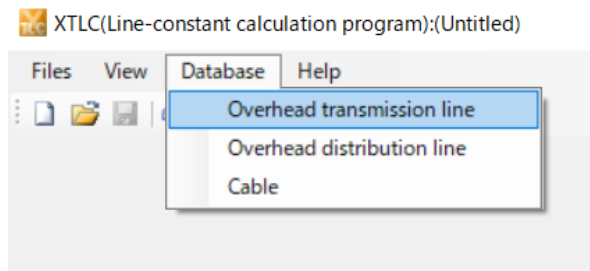 XTLC(Line-constant calculation program):(Untitled)
Files View Database Help
Overhead transmission line
Overhead distribution line
Cable